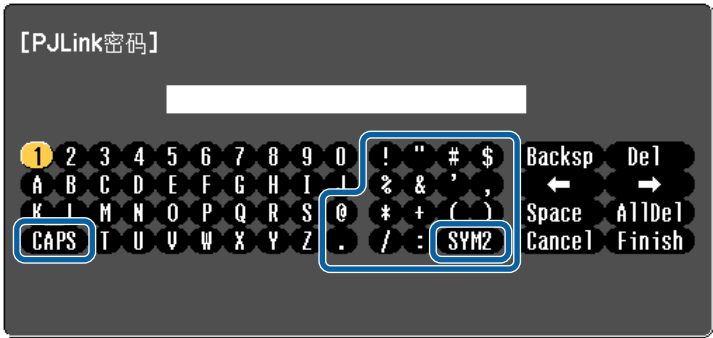 [PJLink密码]
1 2 3 4 5 6 7 8 9 0 ! " # $ Backsp Del
A B C D E F G H I J % & ' , ← →
K L M N O P Q R S @ * + ( ) Space AllDel
CAPS T U V W X Y Z . / : SYM2 Cancel Finish